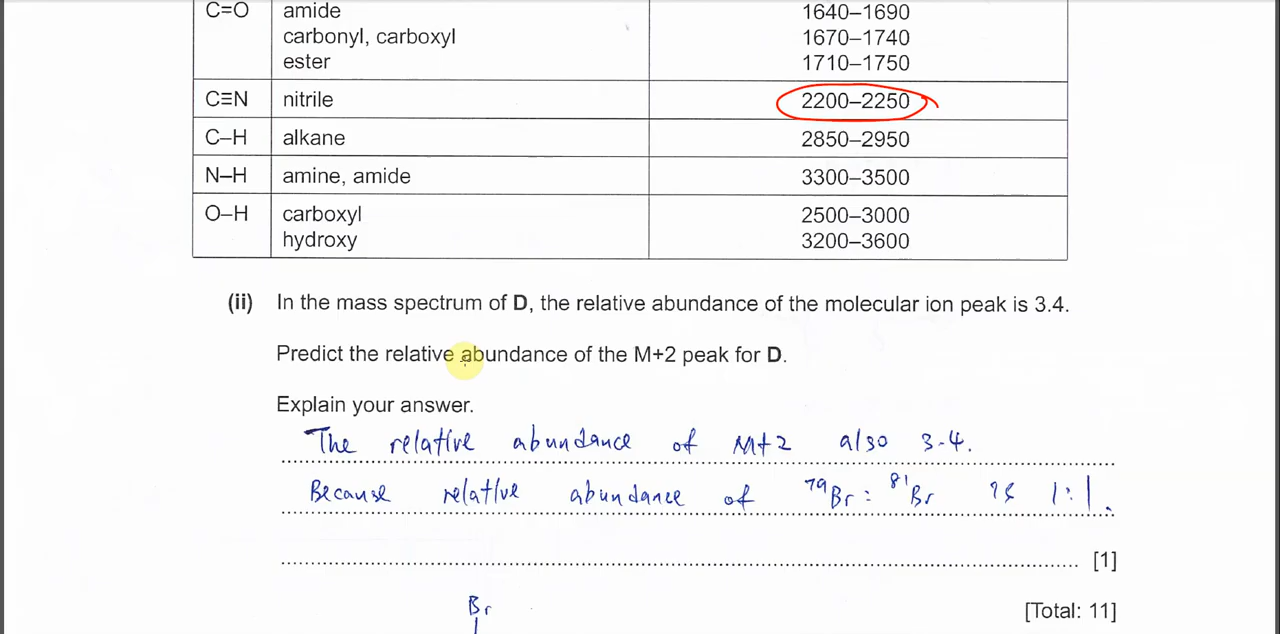 C=O amide 1640–1690
carbonyl, carboxyl 1670–1740
ester 1710–1750
C≡N nitrile 2200–2250
C–H alkane 2850–2950
N–H amine, amide 3300–3500
O–H carboxyl 2500–3000
hydroxy 3200–3600
(ii) In the mass spectrum of D, the relative abundance of the molecular ion peak is 3.4.
Predict the relative abundance of the M+2 peak for D.
Explain your answer.
The relative abundance of M+2 also 3.4.
Because relative abundance of ⁷⁹Br : ⁸¹Br is 1:1.
[1]
Br
[Total: 11]